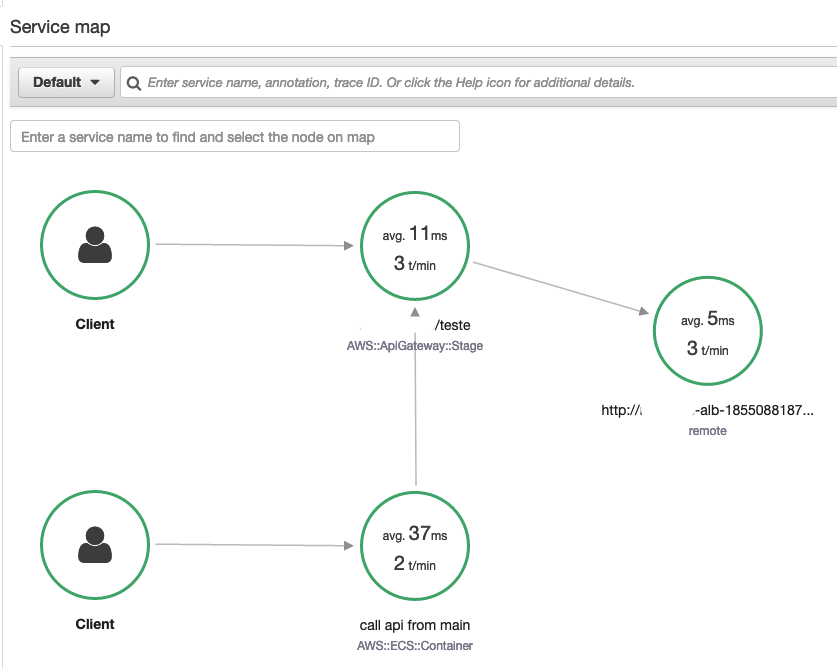 Service map
Default
Enter service name, annotation, trace ID. Or click the Help icon for additional details.
Enter a service name to find and select the node on map
avg. 11ms
3 t/min
Client
/teste
AWS::ApiGateway::Stage
avg. 5ms
3 t/min
http://
-alb-1855088187...
remote
avg. 37ms
2 t/min
Client
call api from main
AWS::ECS::Container